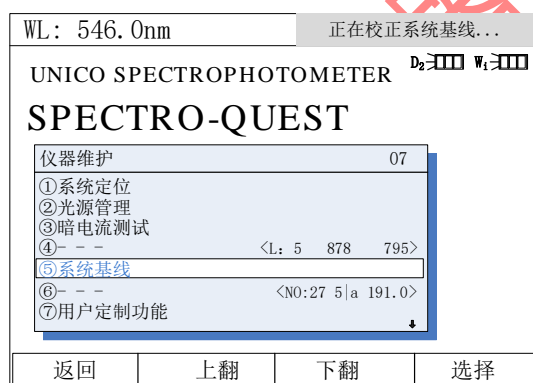 WL: 546.0nm
正在校正系统基线...
D₂ W₁
UNICO SPECTROPHOTOMETER
SPECTRO-QUEST
仪器维护 07
①系统定位
②光源管理
③暗电流测试
④- - - <L: 5 878 795>
⑤系统基线
⑥- - - <NO:27 5|a 191.0>
⑦用户定制功能
返回 上翻 下翻 选择